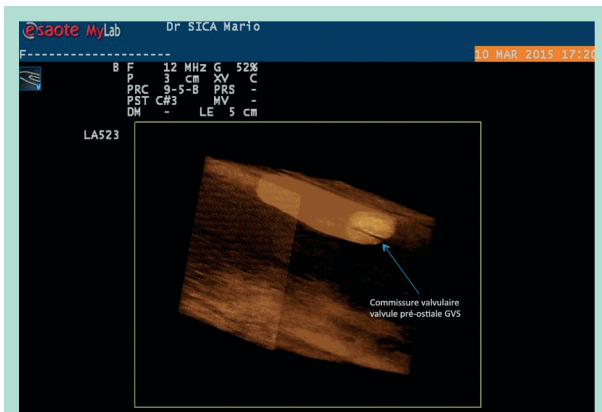 esaote MyLab Dr SICA Mario
F---------------------
10 MAR 2015 17:20
B F 12 MHz G 52%
P 3 cm XV C
PRC 9-5-B PRS -
PST C#3 MV -
DM - LE 5 cm
LA523
Commissure valvulaire
valvule pré-ostiale GVS